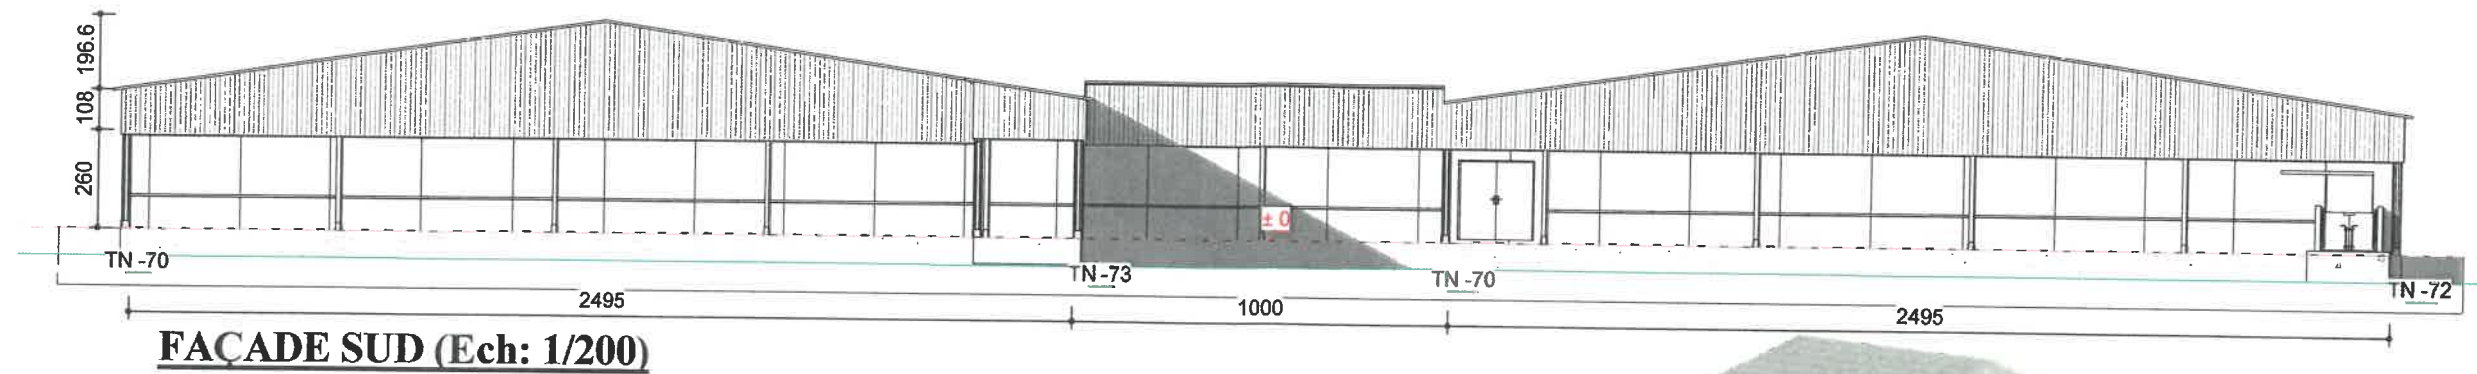 196.6
108
260
± 0
TN -70
TN -73
TN -70
TN -72
2495
1000
2495
FAÇADE SUD (Ech: 1/200)